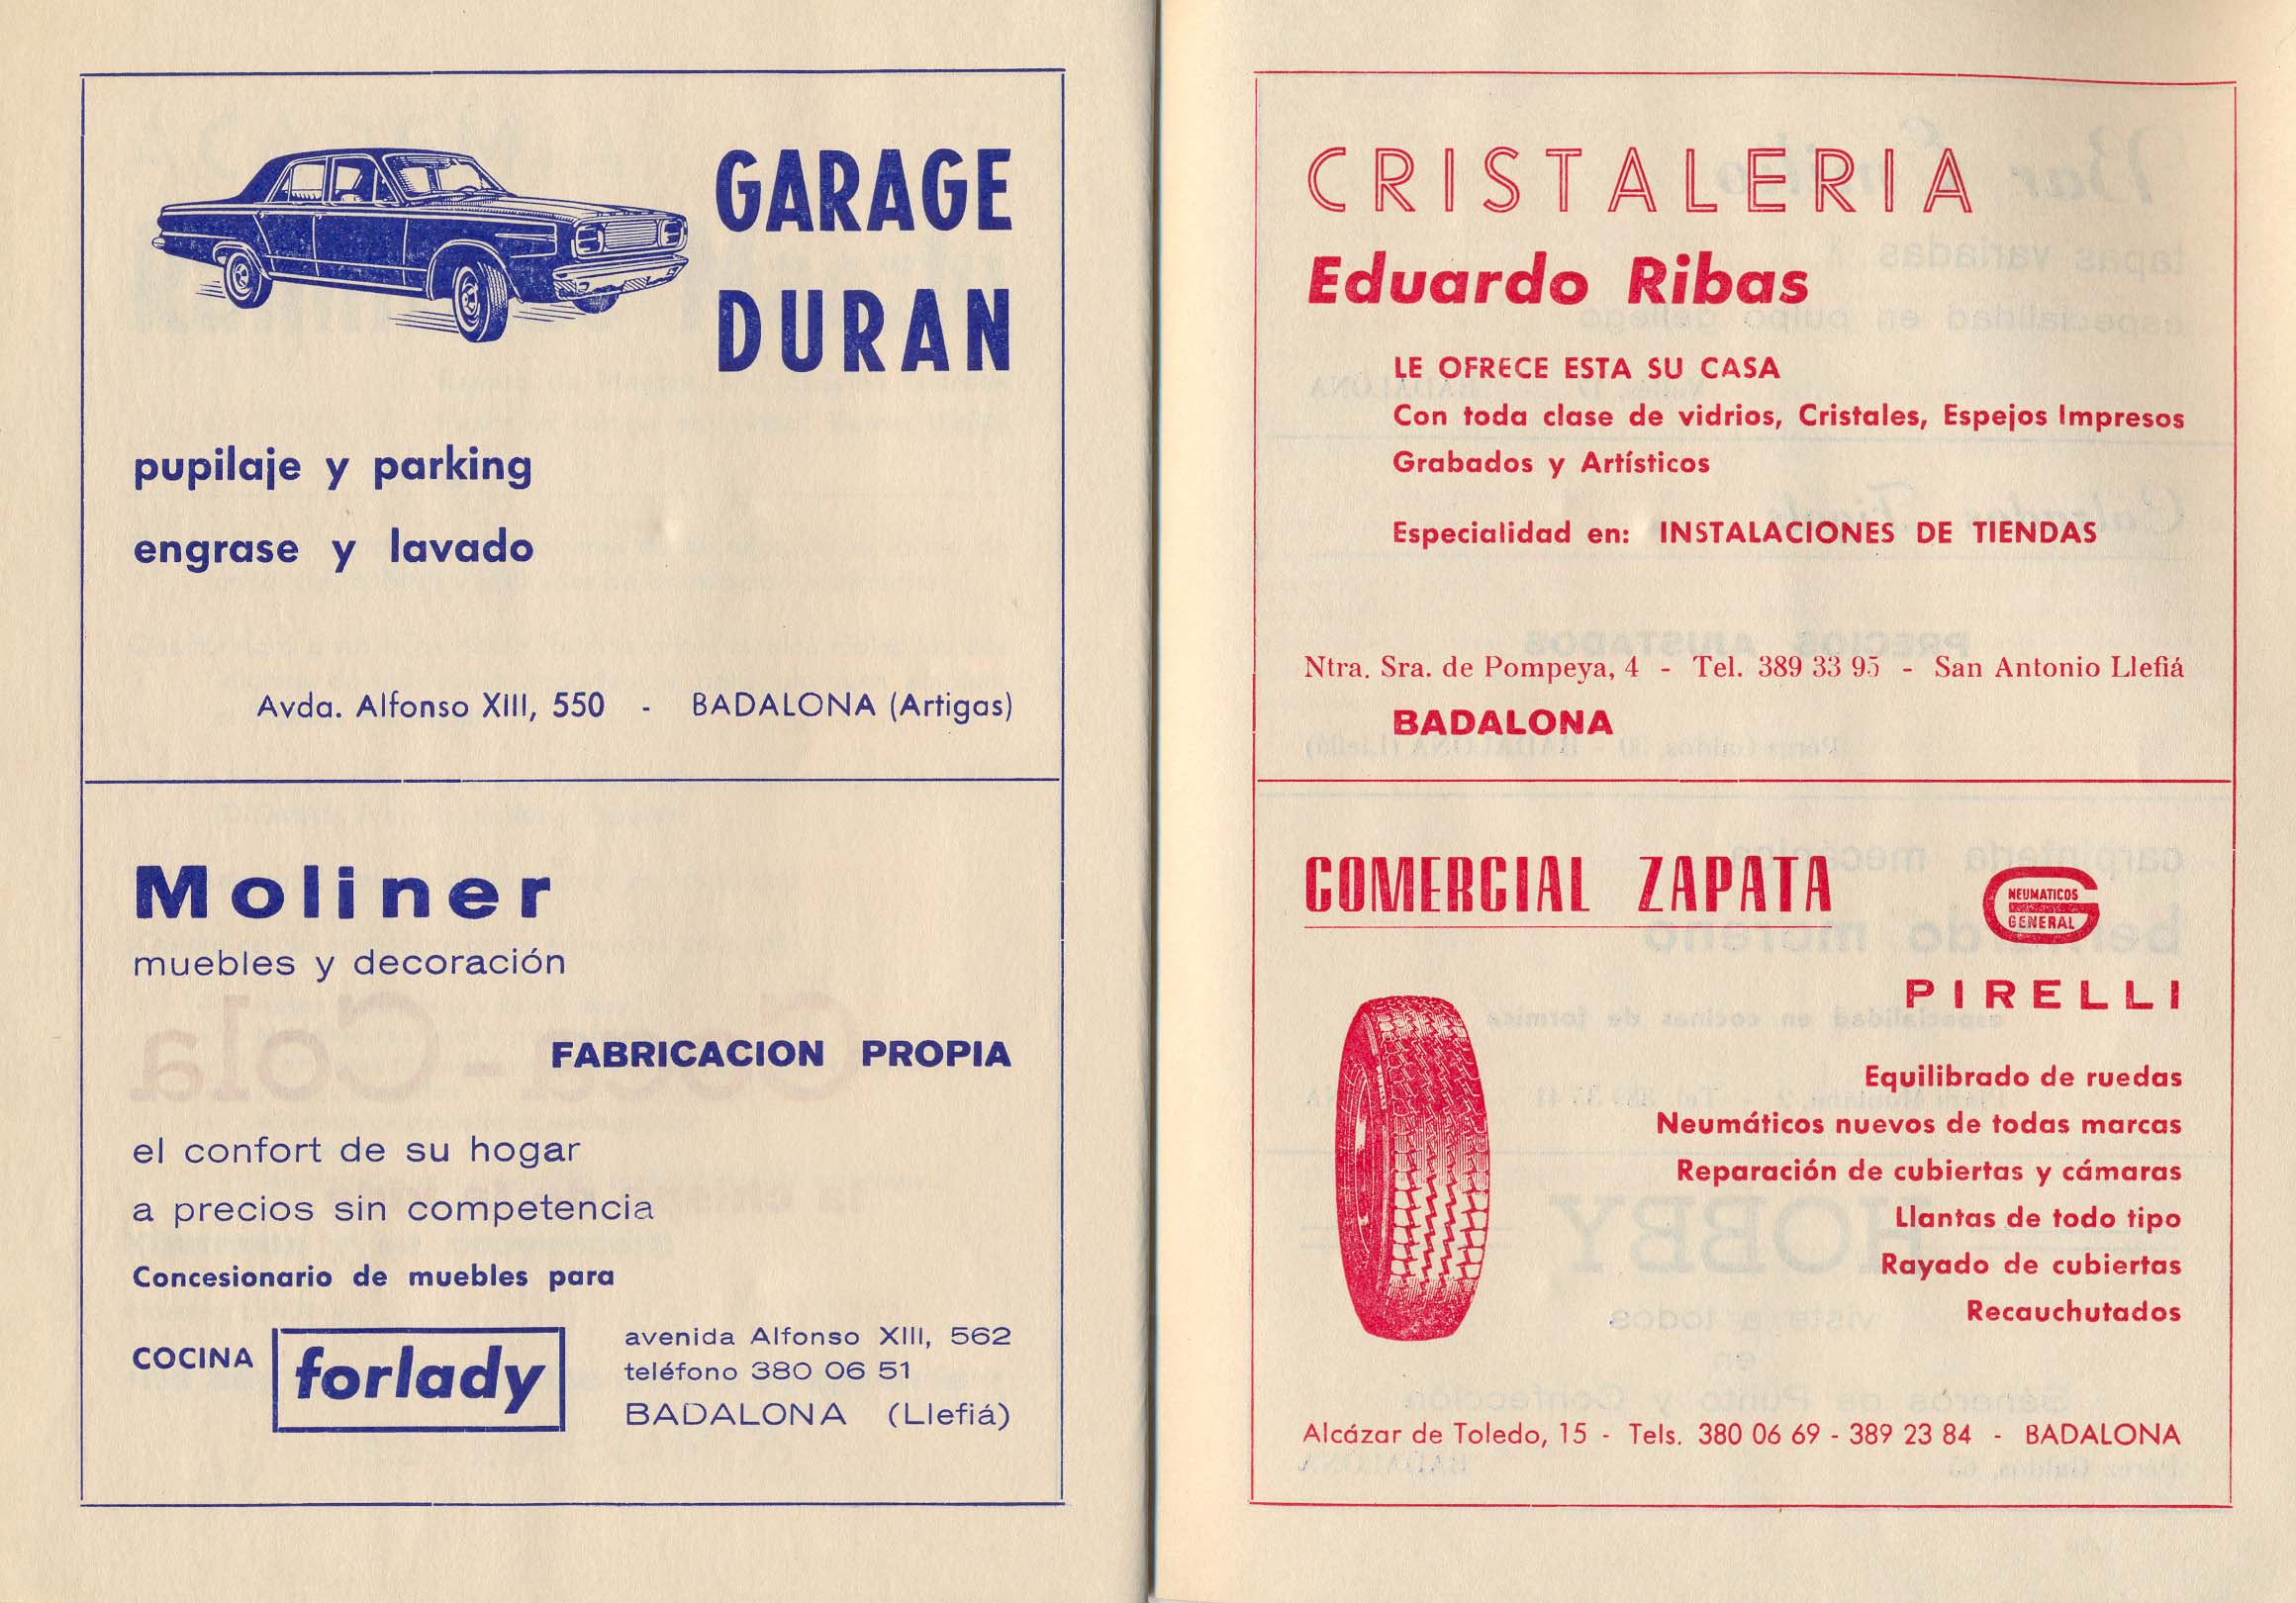 GARAGE
DURAN
pupilaje y parking
engrase y lavado
Avda. Alfonso XIII, 550 - BADALONA (Artigas)
Moliner
muebles y decoración
FABRICACION PROPIA
el confort de su hogar
a precios sin competencia
Concesionario de muebles para
COCINA forlady
avenida Alfonso XIII, 562
teléfono 380 06 51
BADALONA (Llefiá)
CRISTALERIA
Eduardo Ribas
LE OFRECE ESTA SU CASA
Con toda clase de vidrios, Cristales, Espejos Impresos
Grabados y Artísticos
Especialidad en: INSTALACIONES DE TIENDAS
Ntra. Sra. de Pompeya, 4 - Tel. 389 33 95 - San Antonio Llefiá
BADALONA
COMERCIAL ZAPATA
NEUMATICOS
GENERAL
PIRELLI
Equilibrado de ruedas
Neumáticos nuevos de todas marcas
Reparación de cubiertas y cámaras
Llantas de todo tipo
Rayado de cubiertas
Recauchutados
Alcázar de Toledo, 15 - Tels. 380 06 69 - 389 23 84 - BADALONA